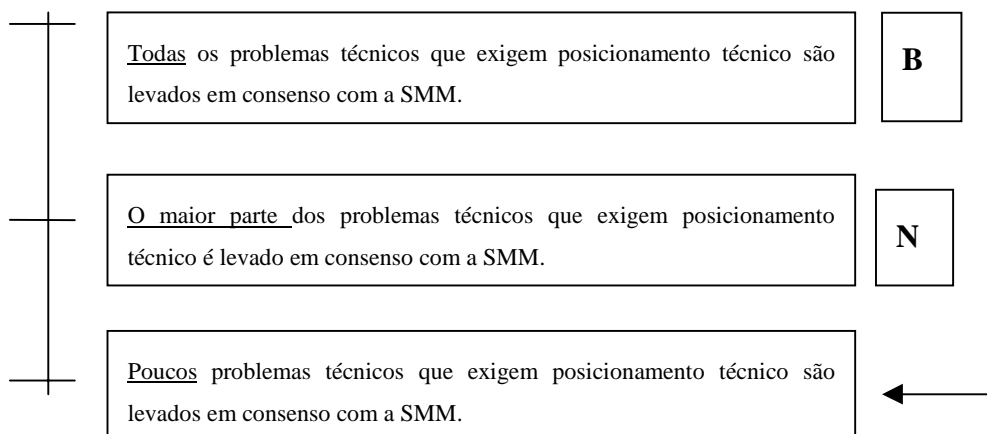 Todas os problemas técnicos que exigem posicionamento técnico são
levados em consenso com a SMM.
B
O maior parte dos problemas técnicos que exigem posicionamento
técnico é levado em consenso com a SMM.
N
Poucos problemas técnicos que exigem posicionamento técnico são
levados em consenso com a SMM.